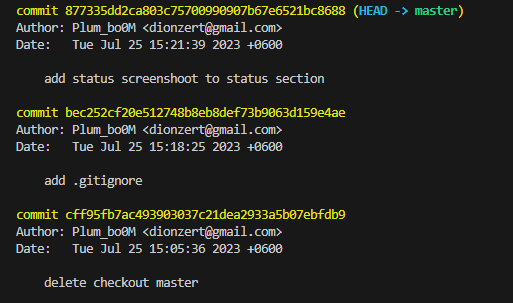 commit 877335dd2ca803c75700990907b67e6521bc8688 (HEAD -> master)
Author: Plum_bo0M <dionzert@gmail.com>
Date:   Tue Jul 25 15:21:39 2023 +0600
add status screenshoot to status section
commit bec252cf20e512748b8eb8def73b9063d159e4ae
Author: Plum_bo0M <dionzert@gmail.com>
Date:   Tue Jul 25 15:18:25 2023 +0600
add .gitignore
commit cff95fb7ac493903037c21dea2933a5b07ebfdb9
Author: Plum_bo0M <dionzert@gmail.com>
Date:   Tue Jul 25 15:05:36 2023 +0600
delete checkout master